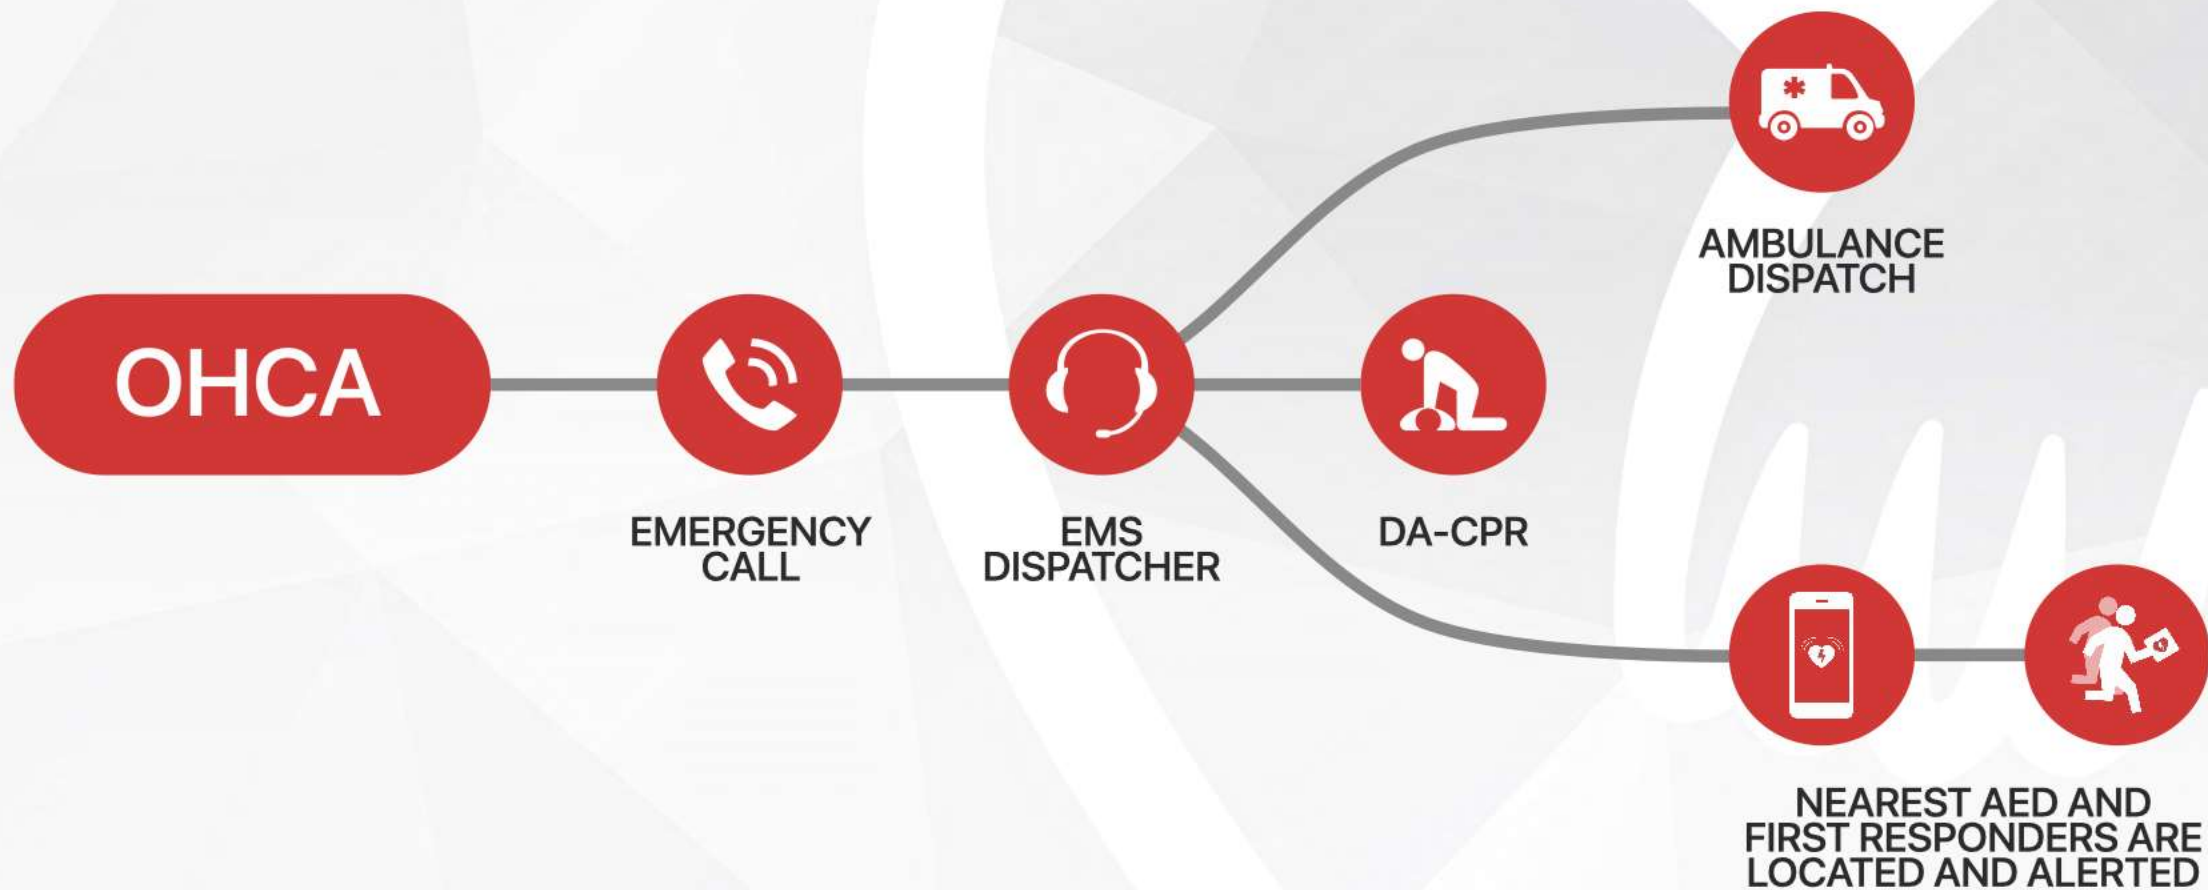 OHCA
EMERGENCY
CALL
EMS
DISPATCHER
DA-CPR
AMBULANCE
DISPATCH
NEAREST AED AND
FIRST RESPONDERS ARE
LOCATED AND ALERTED